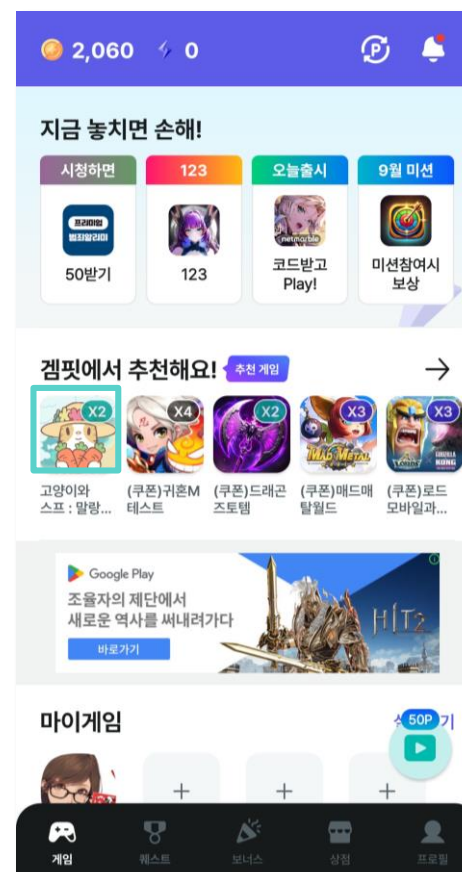 2,060
0
P
지금 놓치면 손해!
시청하면
123
오늘출시
9월 미션
프리미엄
범죄알리미
netmarble
50받기
123
코드받고
Play!
미션참여시
보상
겜핏에서 추천해요!
추천 게임
X2
X4
X2
X3
X3
MAD METAL
LORDS
GODZILLA
KONG
고양이와
스프 : 말랑...
(쿠폰)귀혼M
테스트
(쿠폰)드래곤
즈토템
(쿠폰)매드메
탈월드
(쿠폰)로드
모바일과...
Google Play
조율자의 제단에서
새로운 역사를 써내려가다
바로가기
HIT2
마이게임
50P
기
+
+
+
게임
퀘스트
보너스
상점
프로필